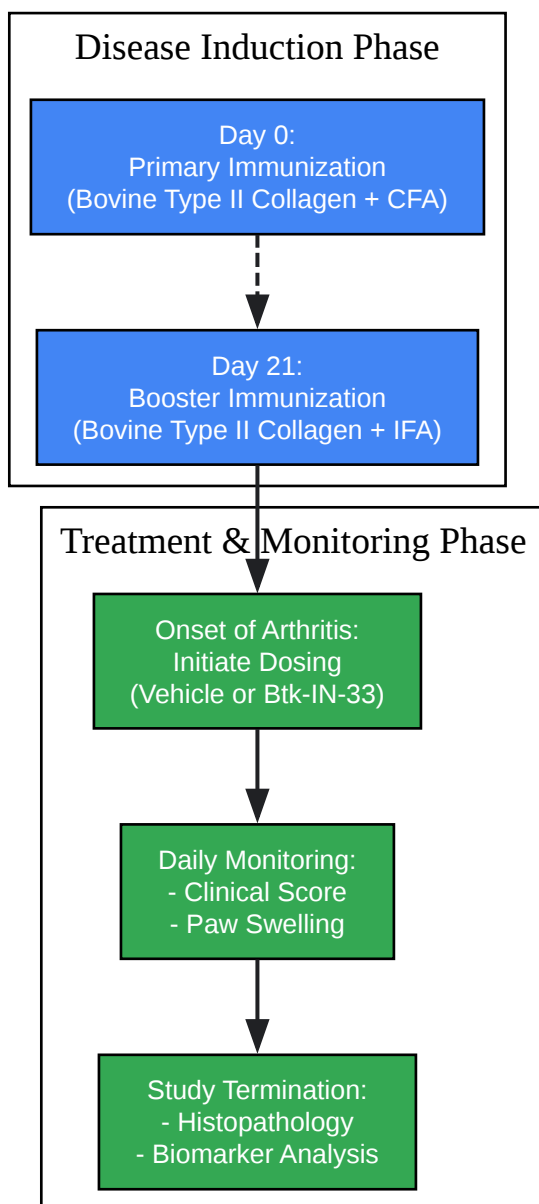 Disease Induction Phase
Day 0:
Primary Immunization
(Bovine Type II Collagen + CFA)
Day 21:
Booster Immunization
(Bovine Type II Collagen + IFA)
Treatment & Monitoring Phase
Onset of Arthritis:
Initiate Dosing
(Vehicle or Btk-IN-33)
Daily Monitoring:
- Clinical Score
- Paw Swelling
Study Termination:
- Histopathology
- Biomarker Analysis